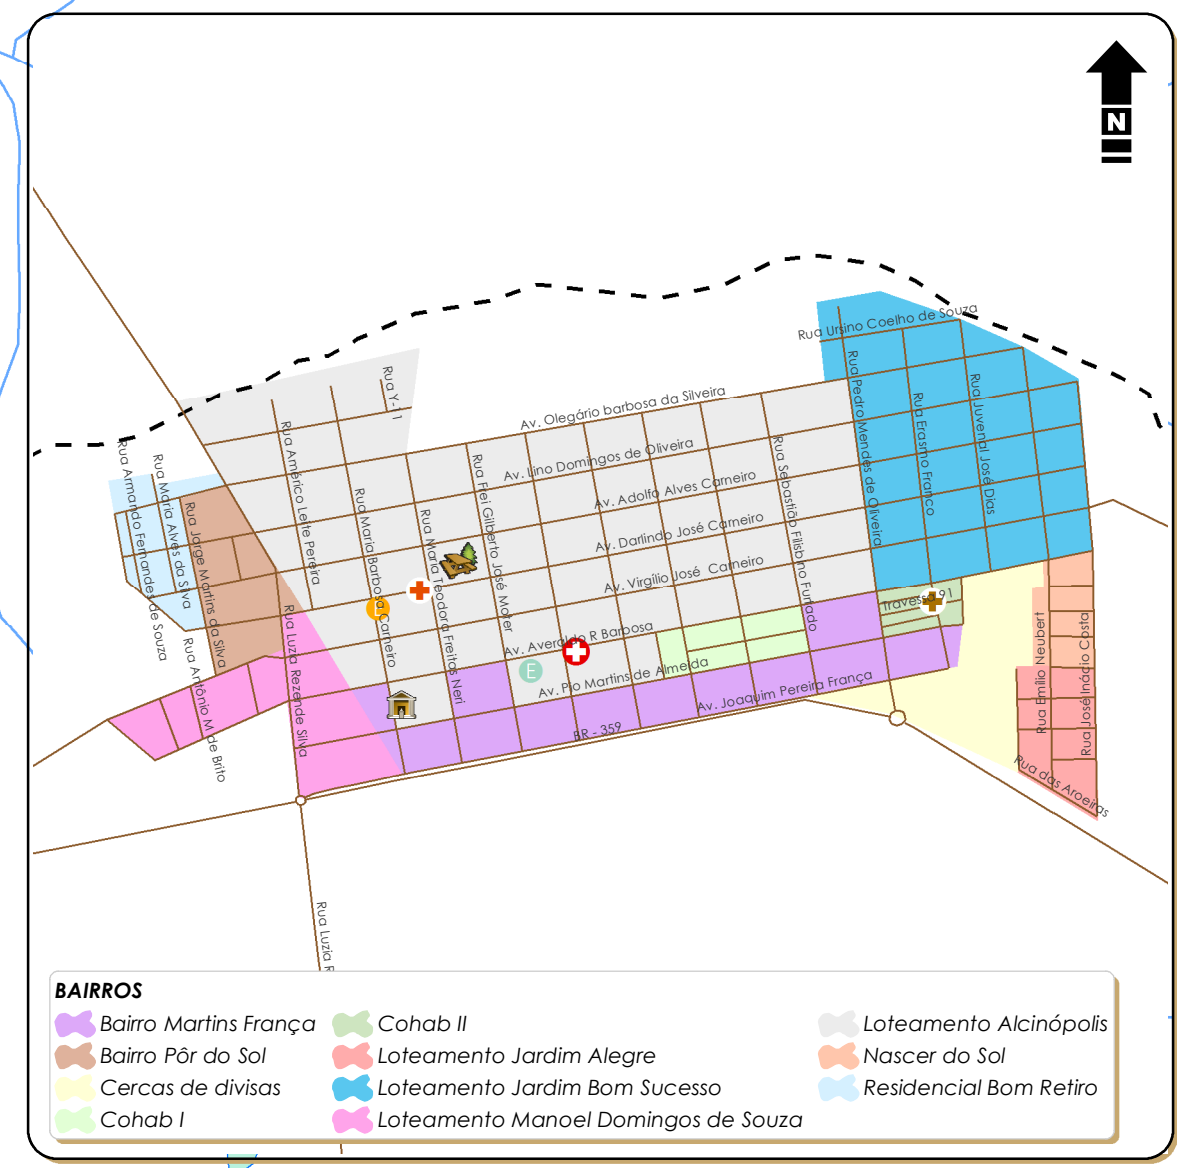 N
Rua Ursino Coelho de Souza
Rua Y-11
Av. Olegário barbosa da Silveira
Rua Pedro Mendes de Oliveira
Rua Erasmo Franco
Rua Juvenal José Dias
Rua Américo Leite Pereira
Av. Lino Domingos de Oliveira
Rua Sebastião Filisbino Furtado
Rua Armando Fernandes de Souza
Rua Maria Alves da Silva
Rua Jarge Martins da Silva
Rua Maria Barbosa Carneiro
Rua Maria Teodora Freitas Neri
Rua Frei Gilberto José Mater
Av. Adolfo Alves Carneiro
Av. Darlindo José Carneiro
Av. Virgílio José Carneiro
Travessa 91
Rua Luzia Rezende Silva
Av. Averaldo R Barbosa
E
Av. Pio Martins de Almeida
Av. Joaquim Pereira França
BR - 359
Rua Antônio M de Brito
Rua Emílio Neubert
Rua José Inácio Costa
Rua das Aroeiras
Rua Luzia R
BAIRROS
Bairro Martins França
Cohab II
Loteamento Alcinópolis
Bairro Pôr do Sol
Loteamento Jardim Alegre
Nascer do Sol
Cercas de divisas
Loteamento Jardim Bom Sucesso
Residencial Bom Retiro
Cohab I
Loteamento Manoel Domingos de Souza